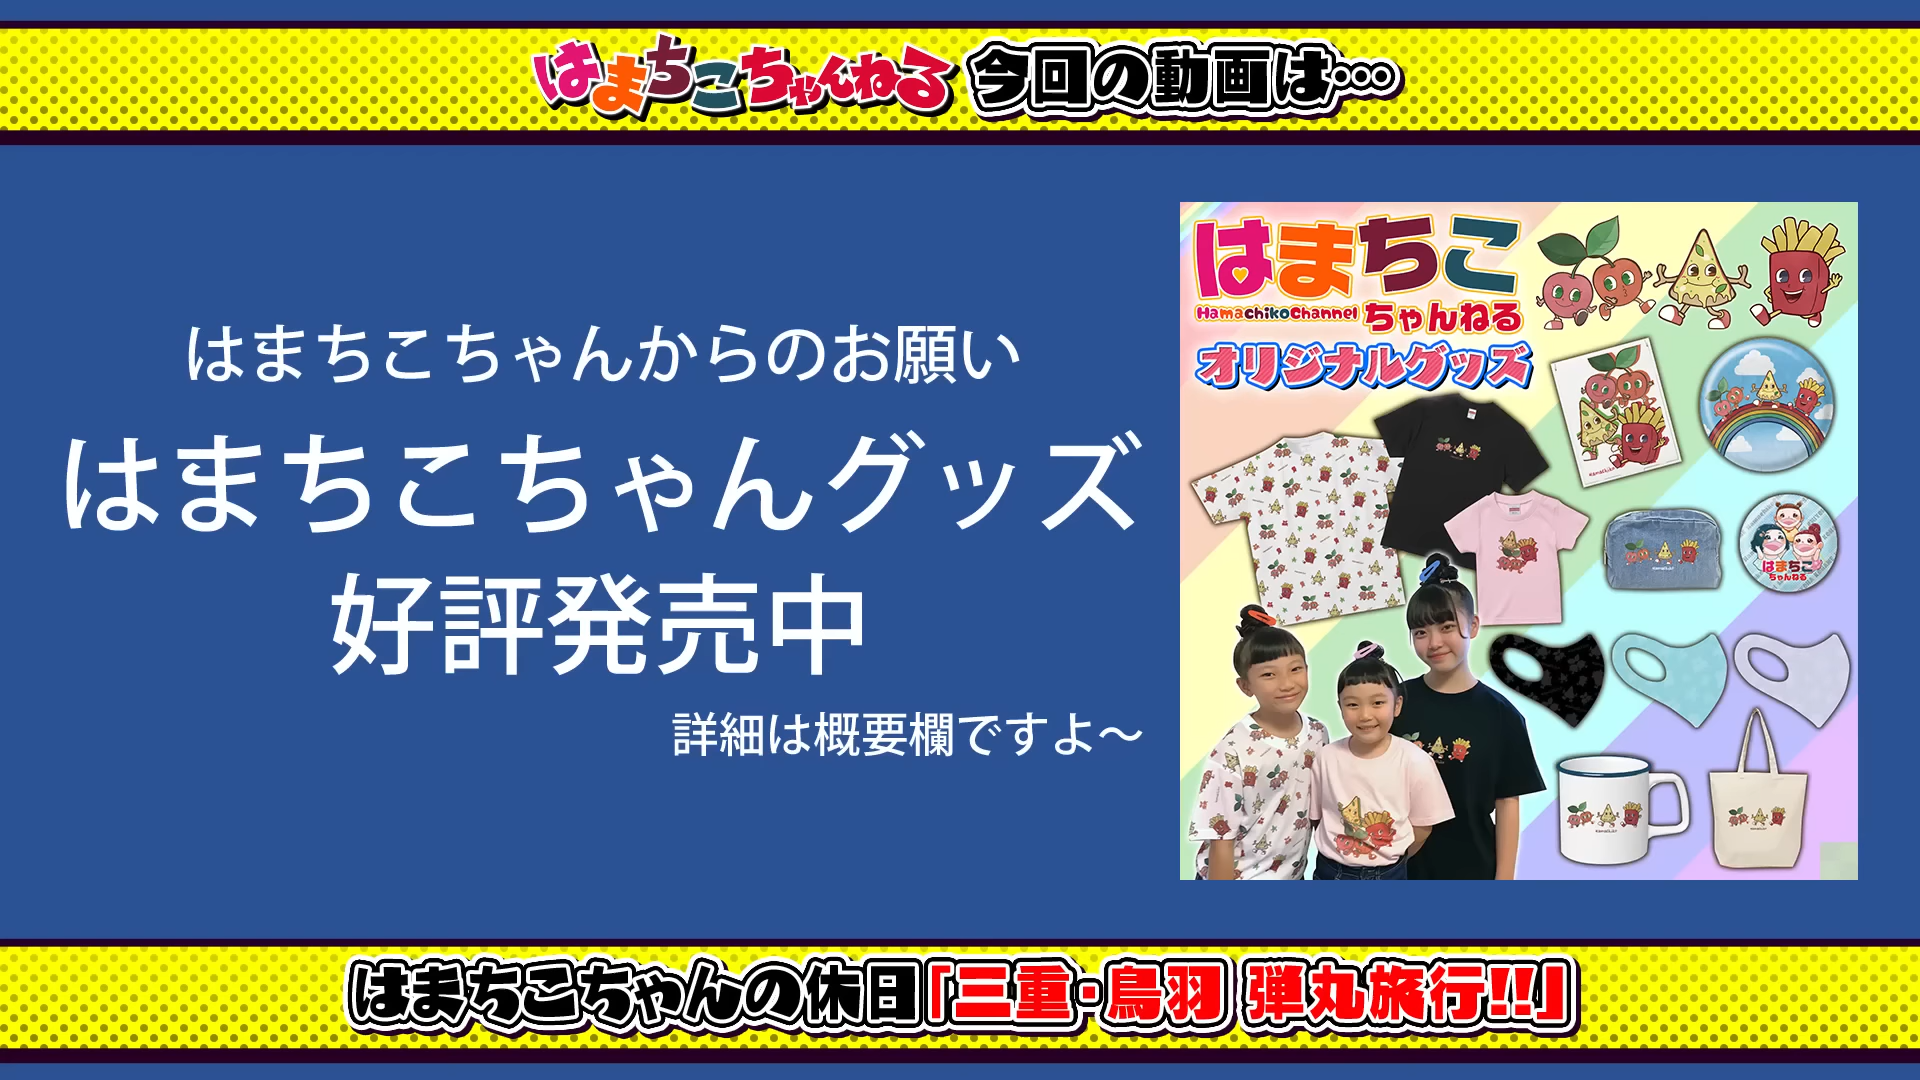 はまちこちゃんねる 今回の動画は…
はまちこちゃんからのお願い
はまちこちゃんグッズ
好評発売中
詳細は概要欄ですよ〜
はまちこ
HamachikoChannel ちゃんねる
オリジナルグッズ
はまちこ
ちゃんねる
はまちこちゃんの休日「三重・鳥羽 弾丸旅行!!」